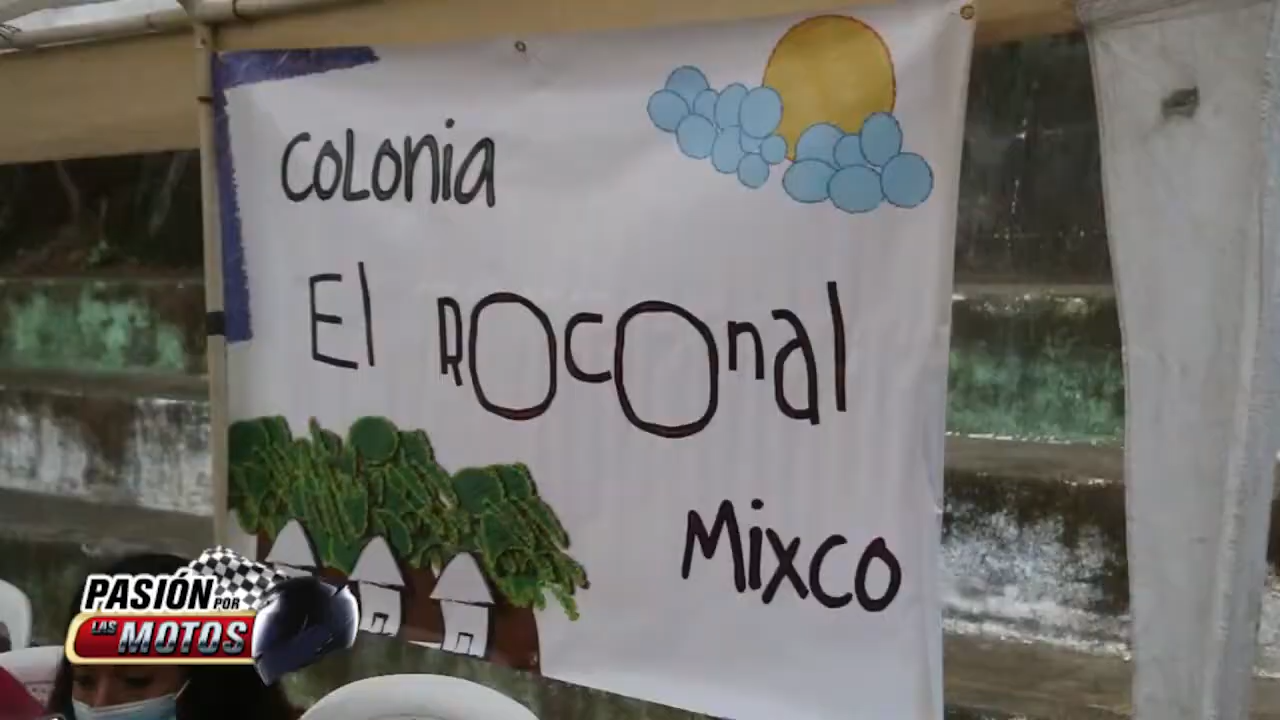 COLONIA
El ROCOnal
MIXCO
PASIÓN POR
LAS MOTOS